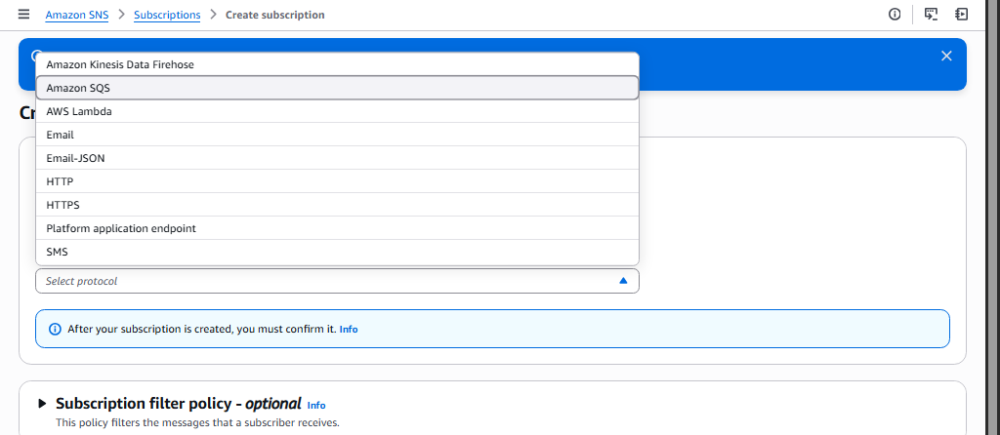 Amazon SNS > Subscriptions > Create subscription
Amazon Kinesis Data Firehose
Amazon SQS
Cr
AWS Lambda
Email
Email-JSON
HTTP
HTTPS
Platform application endpoint
SMS
Select protocol
After your subscription is created, you must confirm it. Info
Subscription filter policy - optional Info
This policy filters the messages that a subscriber receives.